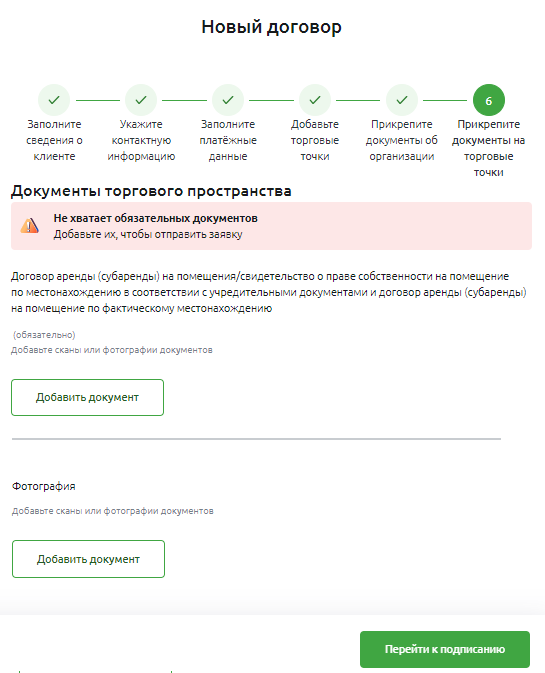 Новый договор
6
Заполните сведения о клиенте
Укажите контактную информацию
Заполните платёжные данные
Добавьте торговые точки
Прикрепите документы об организации
Прикрепите документы на торговые точки
Документы торгового пространства
Не хватает обязательных документов
Добавьте их, чтобы отправить заявку
Договор аренды (субаренды) на помещения/свидетельство о праве собственности на помещение
по местонахождению в соответствии с учредительными документами и договор аренды (субаренды)
на помещение по фактическому местонахождению
(обязательно)
Добавьте сканы или фотографии документов
Добавить документ
Фотография
Добавьте сканы или фотографии документов
Добавить документ
Перейти к подписанию